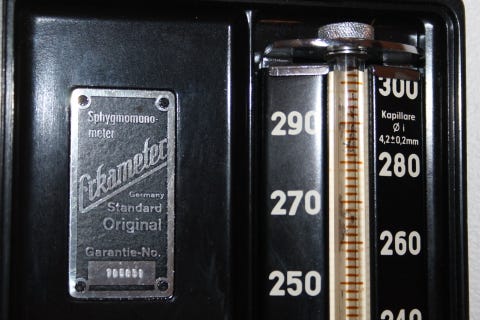 Sphygmomano-
meter
Erkameter
Germany
Standard
Original
Garantie-No.
300
290
Kapillare
Ø i
4,2±0,2mm
280
270
260
250
240